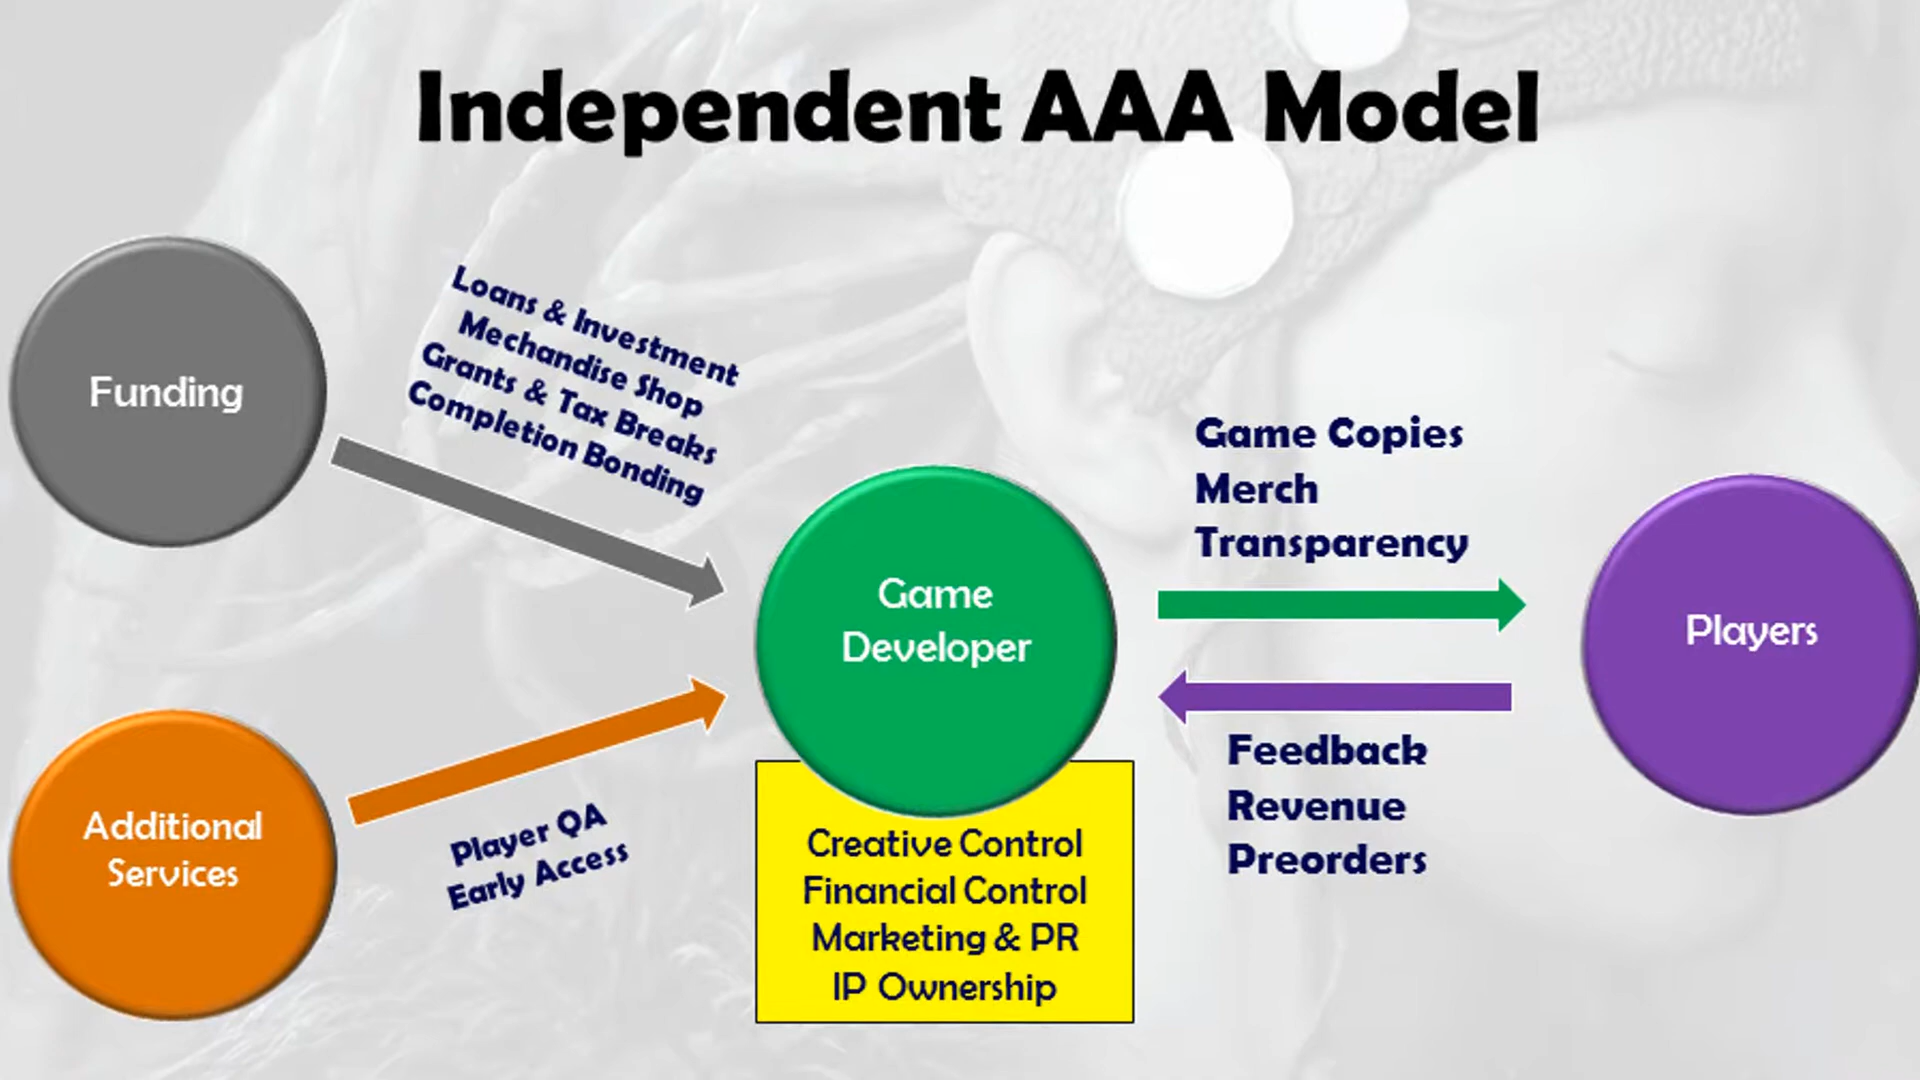 Independent AAA Model
Funding
Loans & Investment
Mechandise Shop
Grants & Tax Breaks
Completion Bonding
Additional
Services
Player QA
Early Access
Game
Developer
Creative Control
Financial Control
Marketing & PR
IP Ownership
Game Copies
Merch
Transparency
Feedback
Revenue
Preorders
Players